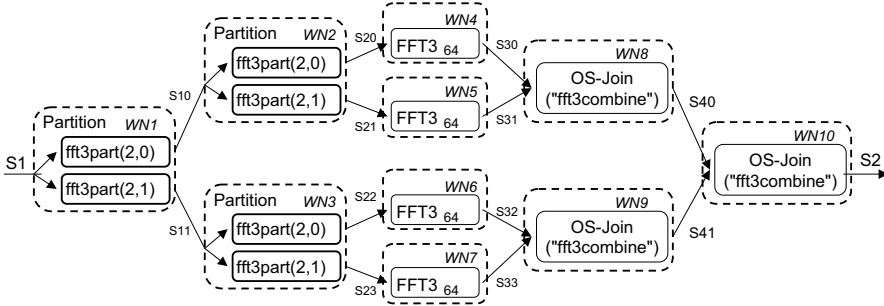 S1
Partition WN1
fft3part(2,0)
fft3part(2,1)
S10
S11
Partition WN2
fft3part(2,0)
fft3part(2,1)
S20
S21
Partition WN3
fft3part(2,0)
fft3part(2,1)
S22
S23
WN4
FFT3 64
WN5
FFT3 64
WN6
FFT3 64
WN7
FFT3 64
S30
S31
S32
S33
WN8
OS-Join
("fft3combine")
WN9
OS-Join
("fft3combine")
S40
S41
WN10
OS-Join
("fft3combine")
S2